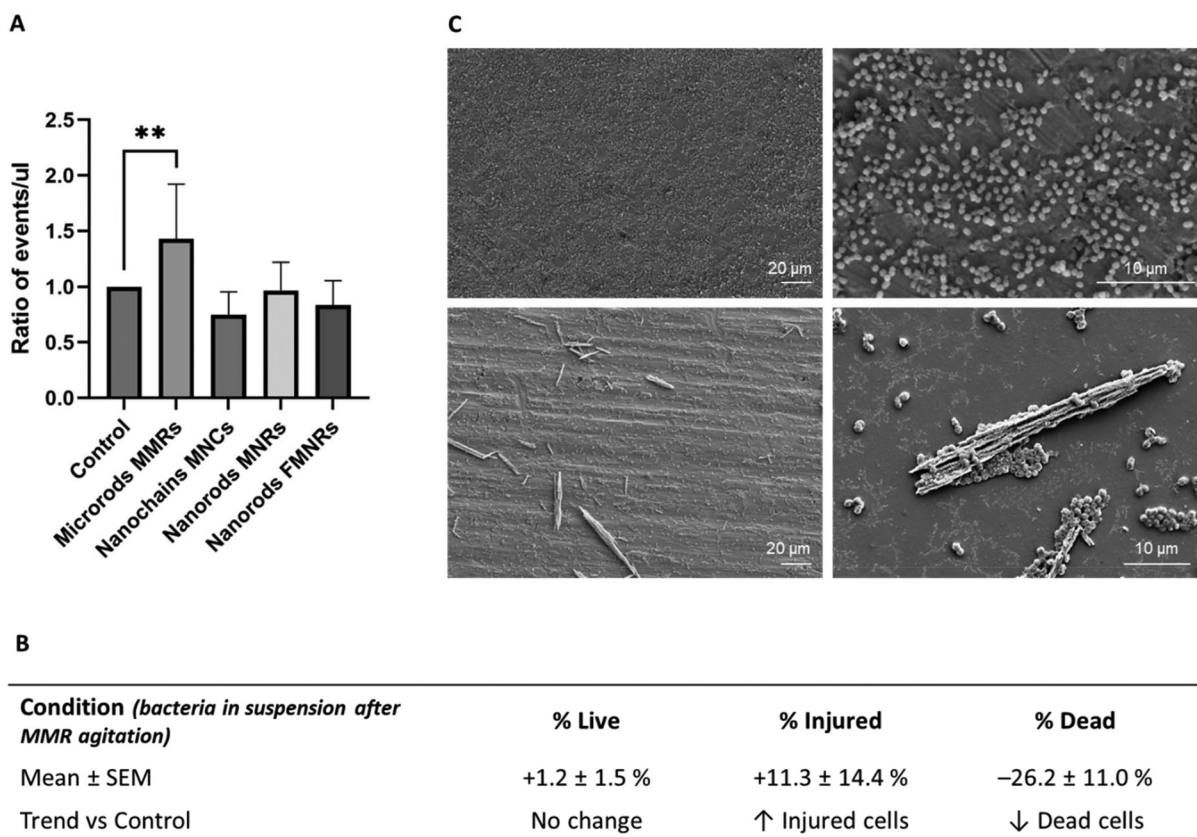 A
Ratio of events/ul
2.5
2.0
1.5
1.0
0.5
0.0
**
Control
Microrods MMRs
Nanochains MNCs
Nanorods MNRs
Nanorods FMNRs
C
20 µm
10 µm
20 µm
10 µm
B
Condition (bacteria in suspension after MMR agitation)
% Live
% Injured
% Dead
Mean ± SEM
+1.2 ± 1.5 %
+11.3 ± 14.4 %
−26.2 ± 11.0 %
Trend vs Control
No change
↑ Injured cells
↓ Dead cells